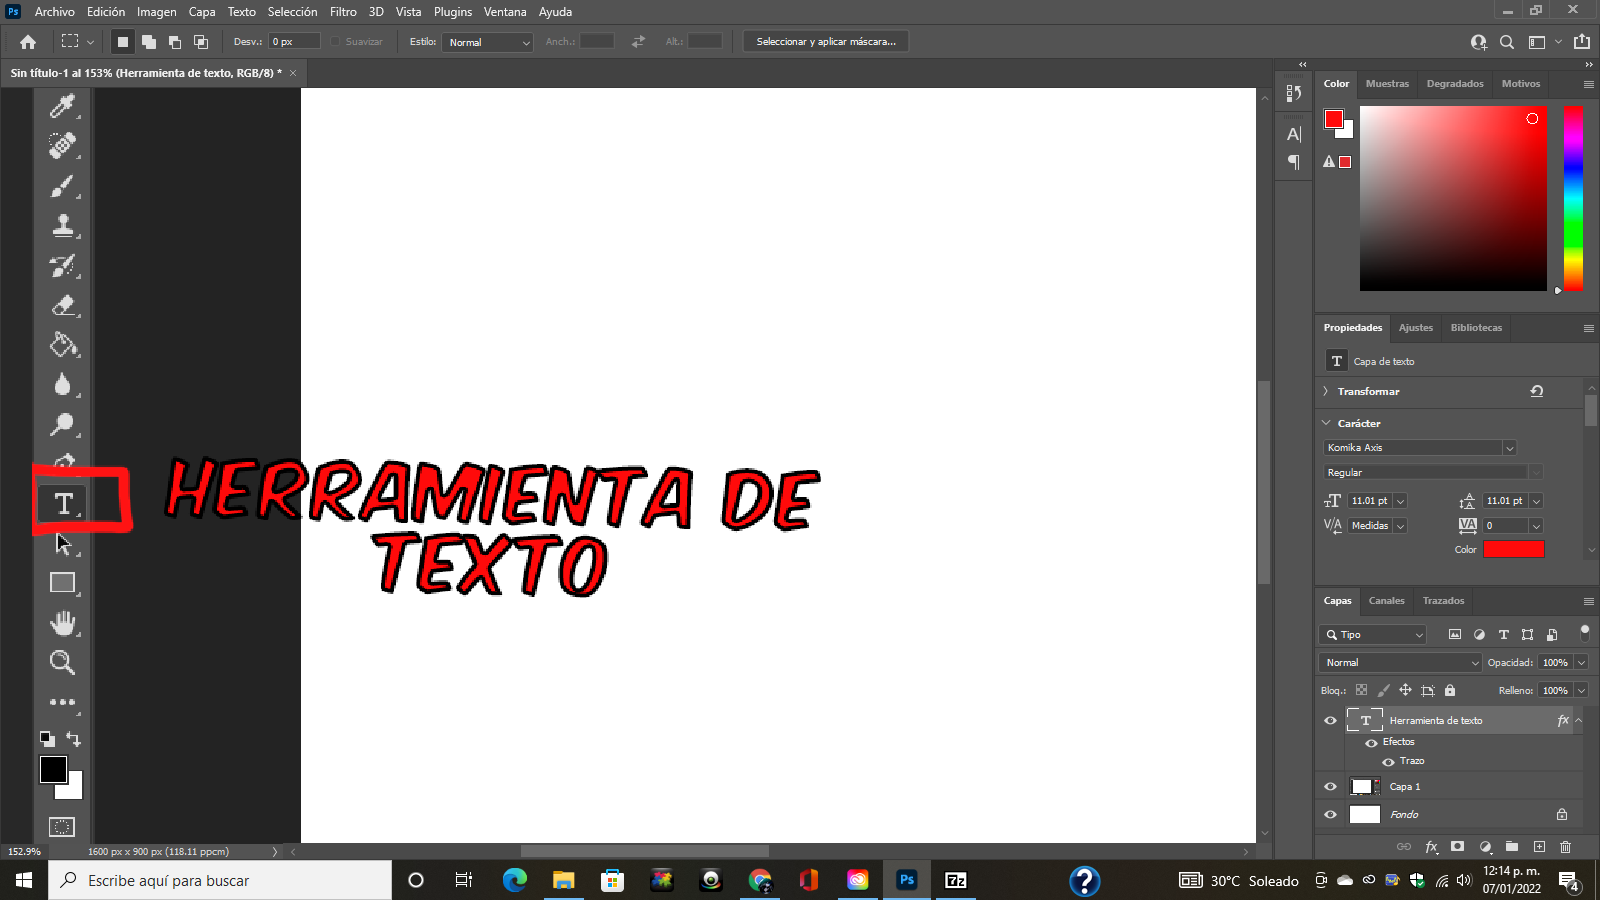 Ps Archivo Edición Imagen Capa Texto Selección Filtro 3D Vista Plugins Ventana Ayuda
Desv.: 0 px Suavizar Estilo: Normal Anch.: Alt.: Seleccionar y aplicar máscara...
Sin título-1 al 153% (Herramienta de texto, RGB/8) * ×
Color Muestras Degradados Motivos
Propiedades Ajustes Bibliotecas
T Capa de texto
Transformar
Carácter
Komika Axis
Regular
11.01 pt 11.01 pt
V/A Medidas VA 0
Color
HERRAMIENTA DE
TEXTO
Capas Canales Trazados
Tipo
Normal Opacidad: 100%
Bloq.: Relleno: 100%
T Herramienta de texto fx
Efectos
Trazo
Capa 1
Fondo
152.9% 1600 px x 900 px (118.11 ppcm)
Escribe aquí para buscar
Ps 7z ? 30°C Soleado
12:14 p. m.
07/01/2022
4